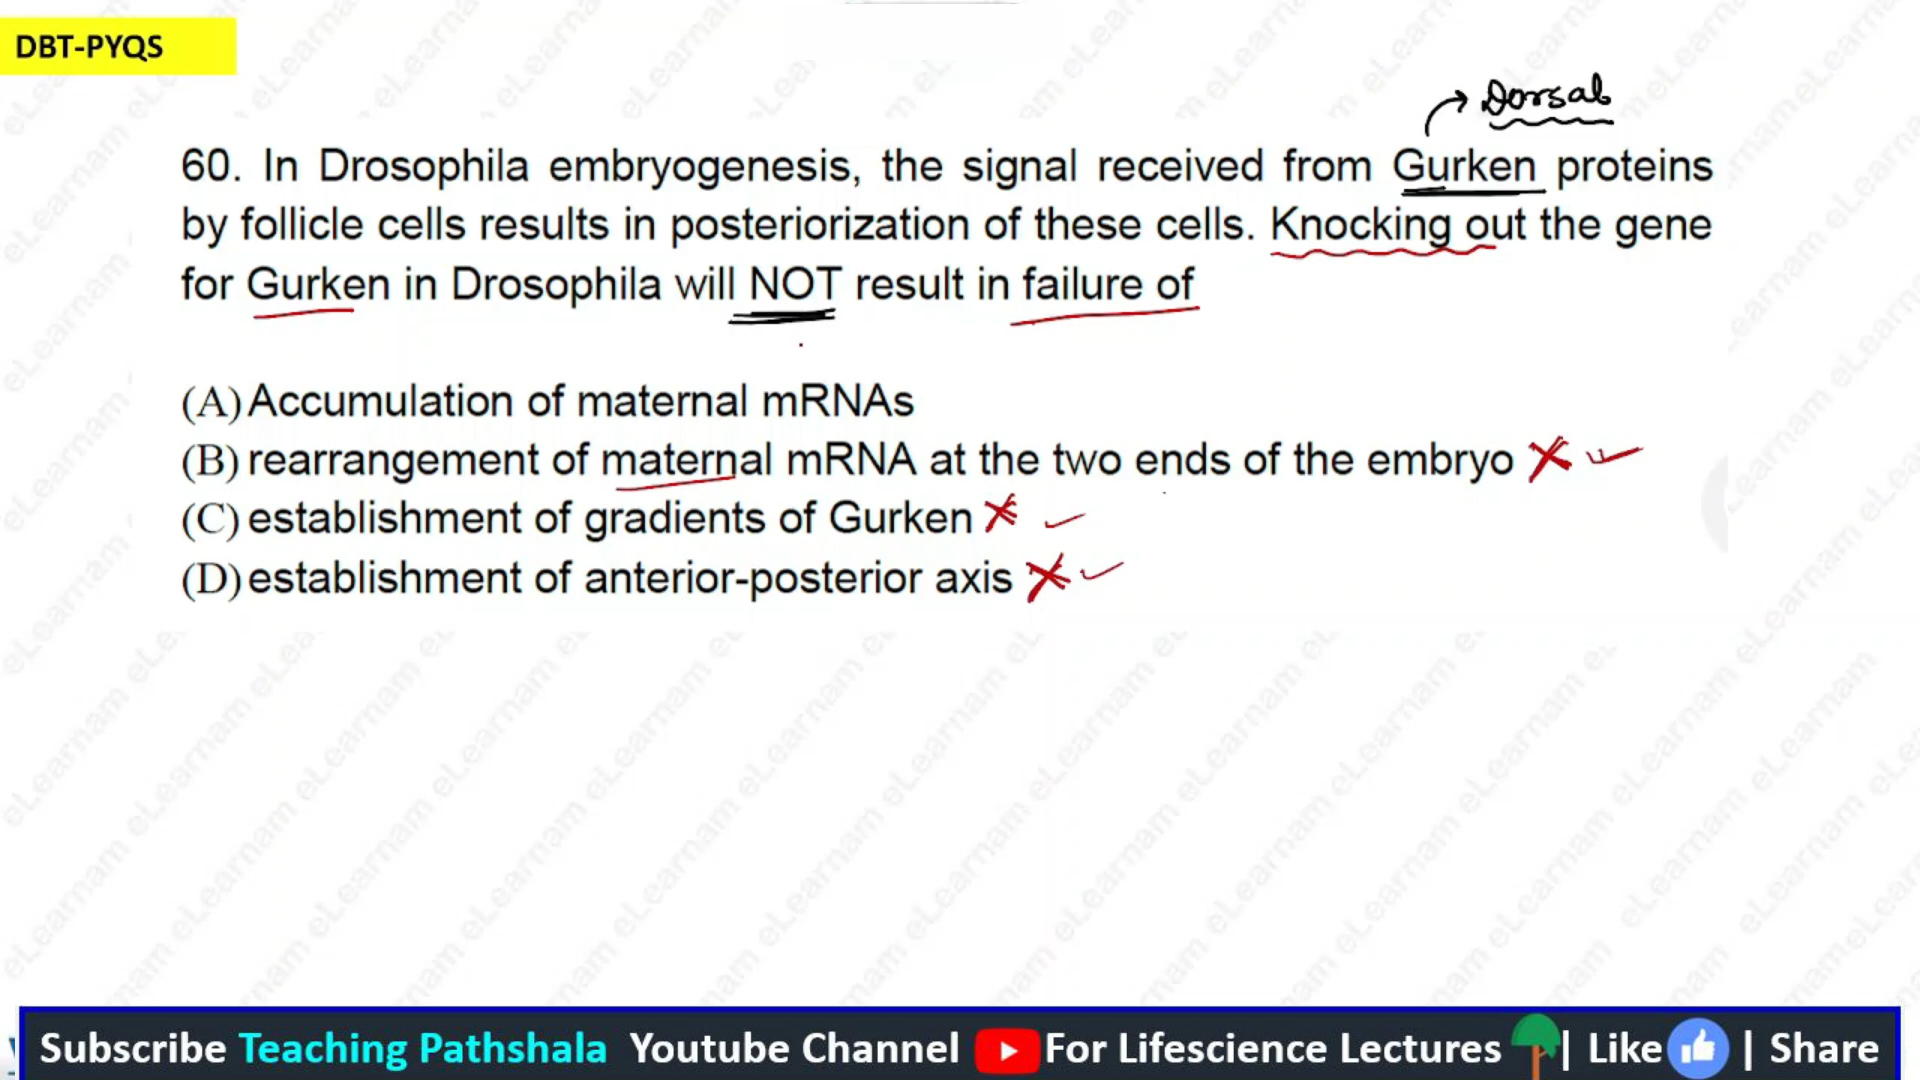 DBT-PYQS
Dorsal
60. In Drosophila embryogenesis, the signal received from Gurken proteins
by follicle cells results in posteriorization of these cells. Knocking out the gene
for Gurken in Drosophila will NOT result in failure of
(A) Accumulation of maternal mRNAs
(B) rearrangement of maternal mRNA at the two ends of the embryo
(C) establishment of gradients of Gurken
(D) establishment of anterior-posterior axis
Subscribe Teaching Pathshala Youtube Channel For Lifescience Lectures | Like | Share
eLearnam